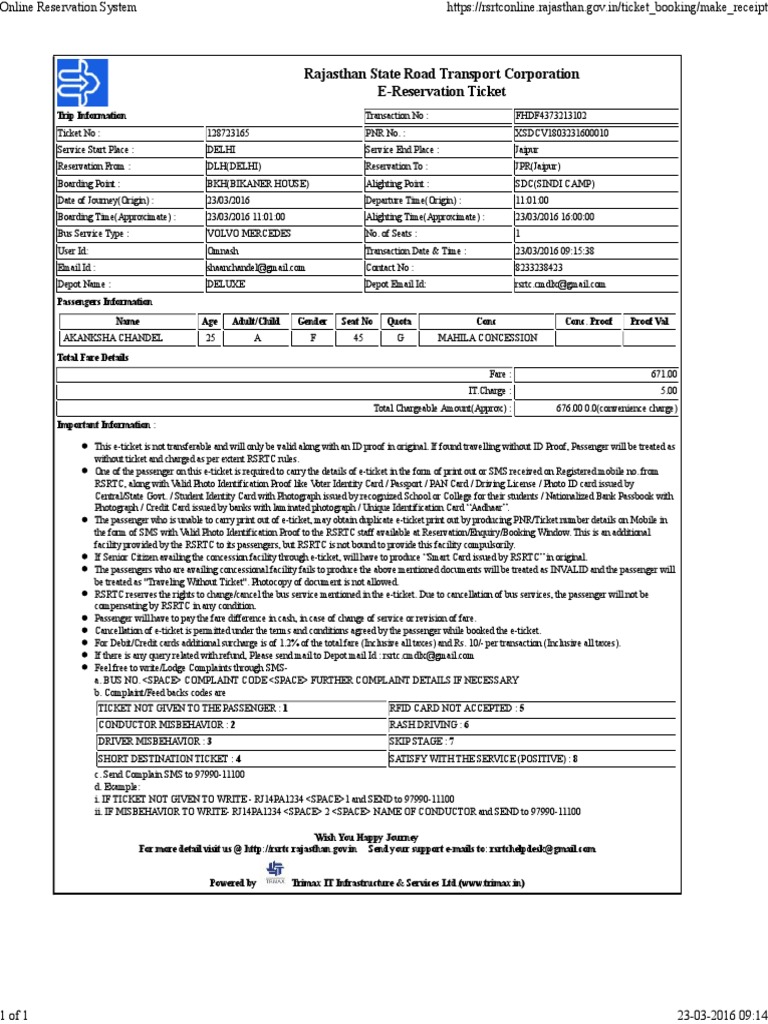 Online Reservation System https://rsrtconline.rajasthan.gov.in/ticket_booking/make_receipt
Rajasthan State Road Transport Corporation
E-Reservation Ticket
Trip Information Transaction No : FHDF4373213102
Ticket No : 128723165 PNR No. : XSDCV1803231600010
Service Start Place : DELHI Service End Place : Jaipur
Reservation From : DLH(DELHI) Reservation To : JPR(Jaipur)
Boarding Point : BKH(BIKANER HOUSE) Alighting Point : SDC(SINDI CAMP)
Date of Journey(Origin) : 23/03/2016 Departure Time(Origin) : 11:01:00
Boarding Time(Approximate) : 23/03/2016 11:01:00 Alighting Time(Approximate) : 23/03/2016 16:00:00
Bus Service Type : VOLVO MERCEDES No. of Seats : 1
User Id: Omnash Transaction Date & Time : 23/03/2016 09:15:38
Email Id : shaanchandel@gmail.com Contact No : 8233238423
Depot Name : DELUXE Depot Email Id: rsrtc.cmdlx@gmail.com
Passengers Information
Name Age Adult/Child Gender Seat No Quota Conc Conc. Proof Proof Val
AKANKSHA CHANDEL 25 A F 45 G MAHILA CONCESSION
Total Fare Details
Fare : 671.00
IT.Charge : 5.00
Total Chargeable Amount(Approx) : 676.00 0.0(convenience charge)
Important Information :
• This e-ticket is not transferable and will only be valid along with an ID proof in original. If found travelling without ID Proof, Passenger will be treated as
without ticket and charged as per extent RSRTC rules.
• One of the passenger on this e-ticket is required to carry the details of e-ticket in the form of print out or SMS received on Registered mobile no. from
RSRTC, along with Valid Photo Identification Proof like Voter Identity Card / Passport / PAN Card / Driving License / Photo ID card issued by
Central/State Govt. / Student Identity Card with Photograph issued by recognized School or College for their students / Nationalized Bank Passbook with
Photograph / Credit Card issued by banks with laminated photograph / Unique Identification Card "Aadhaar".
• The passenger who is unable to carry print out of e-ticket, may obtain duplicate e-ticket print out by producing PNR/Ticket number details on Mobile in
the form of SMS with Valid Photo Identification Proof to the RSRTC staff available at Reservation/Enquiry/Booking Window. This is an additional
facility provided by the RSRTC to its passengers, but RSRTC is not bound to provide this facility compulsorily.
• If Senior Citizen availing the concession facility through e-ticket, will have to produce "Smart Card issued by RSRTC" in original.
• The passengers who are availing concessional facility fails to produce the above mentioned documents will be treated as INVALID and the passenger will
be treated as "Traveling Without Ticket". Photocopy of document is not allowed.
• RSRTC reserves the rights to change/cancel the bus service mentioned in the e-ticket. Due to cancellation of bus services, the passenger will not be
compensating by RSRTC in any condition.
• Passenger will have to pay the fare difference in cash, in case of change of service or revision of fare.
• Cancellation of e-ticket is permitted under the terms and conditions agreed by the passenger while booked the e-ticket.
• For Debit/Credit cards additional surcharge is of 1.2% of the total fare (Inclusive all taxes) and Rs. 10/- per transaction (Inclusive all taxes).
• If there is any query related with refund, Please send mail to Depot mail Id : rsrtc.cmdlx@gmail.com
• Feel free to write/Lodge Complaints through SMS-
a. BUS NO. <SPACE> COMPLAINT CODE <SPACE> FURTHER COMPLAINT DETAILS IF NECESSARY
b. Complaint/Feed backs codes are
TICKET NOT GIVEN TO THE PASSENGER : 1 RFID CARD NOT ACCEPTED : 5
CONDUCTOR MISBEHAVIOR : 2 RASH DRIVING : 6
DRIVER MISBEHAVIOR : 3 SKIP STAGE : 7
SHORT DESTINATION TICKET : 4 SATISFY WITH THE SERVICE (POSITIVE) : 8
c. Send Complain SMS to 97990-11100
d. Example:
i. IF TICKET NOT GIVEN TO WRITE - RJ14PA1234 <SPACE>1 and SEND to 97990-11100
ii. IF MISBEHAVIOR TO WRITE- RJ14PA1234 <SPACE> 2 <SPACE> NAME OF CONDUCTOR and SEND to 97990-11100
Wish You Happy Journey
For more detail visit us @ http://rsrtc.rajasthan.gov.in Send your support e-mails to: rsrtchelpdesk@gmail.com
Powered by TRIMAX Trimax IT Infrastructure & Services Ltd.(www.trimax.in)
1 of 1 23-03-2016 09:14